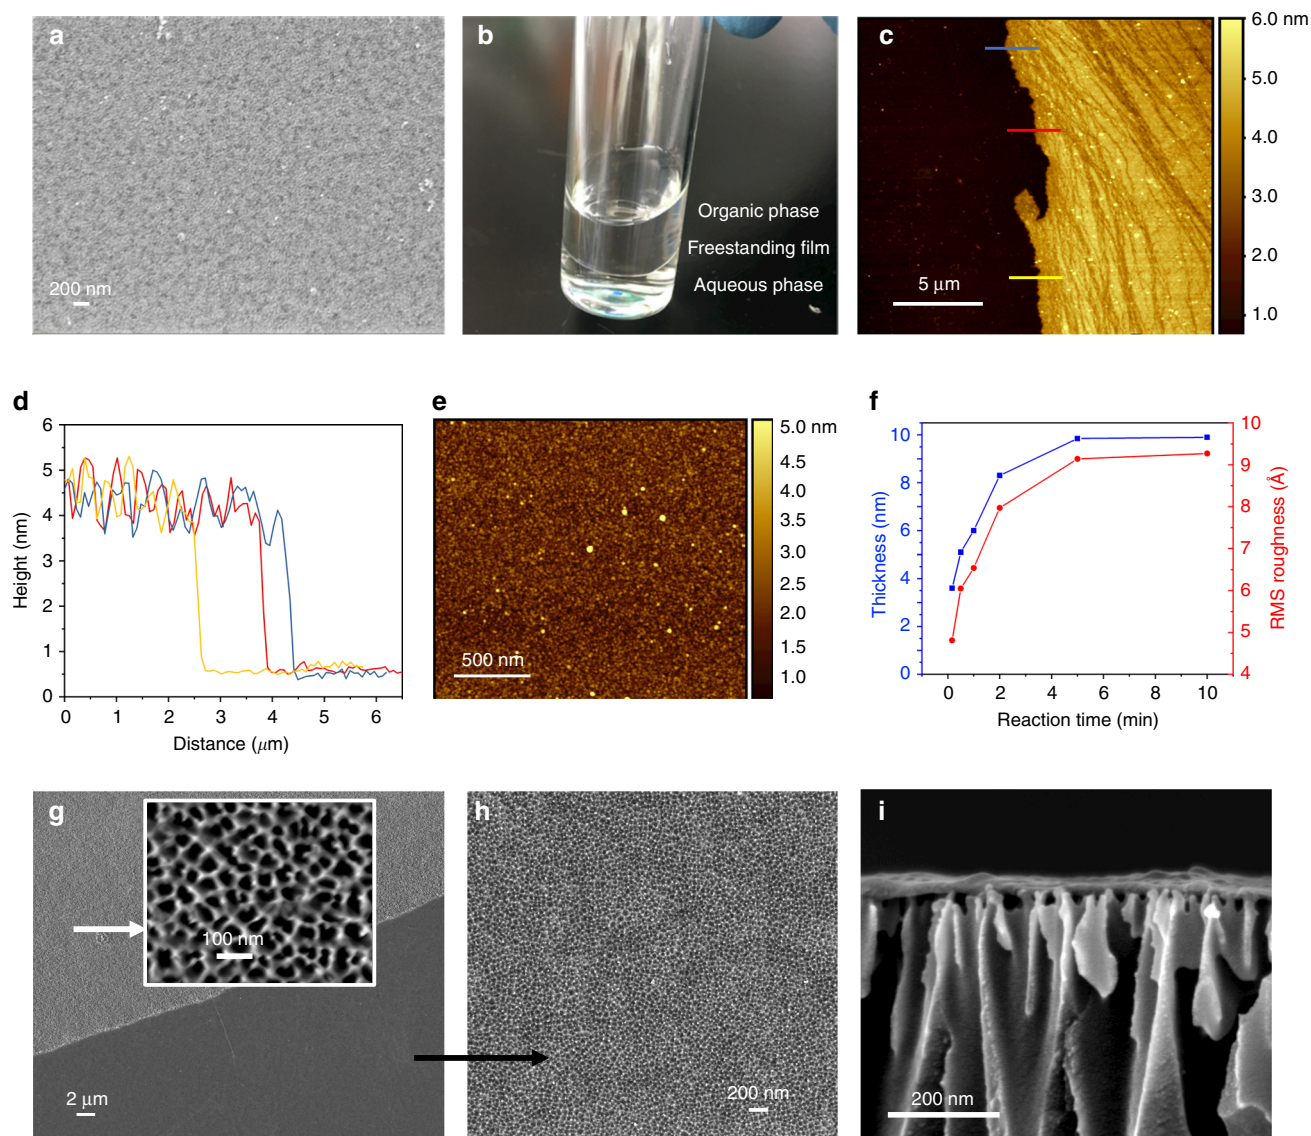 a
200 nm
b
Organic phase
Freestanding film
Aqueous phase
c
5 μm
6.0 nm
5.0
4.0
3.0
2.0
1.0
d
6
5
4
3
2
1
0
Height (nm)
0 1 2 3 4 5 6
Distance (μm)
e
500 nm
5.0 nm
4.5
4.0
3.5
3.0
2.5
2.0
1.5
1.0
f
10
8
6
4
2
0
Thickness (nm)
10
9
8
7
6
5
4
RMS roughness (Å)
0 2 4 6 8 10
Reaction time (min)
g
100 nm
2 μm
h
200 nm
i
200 nm